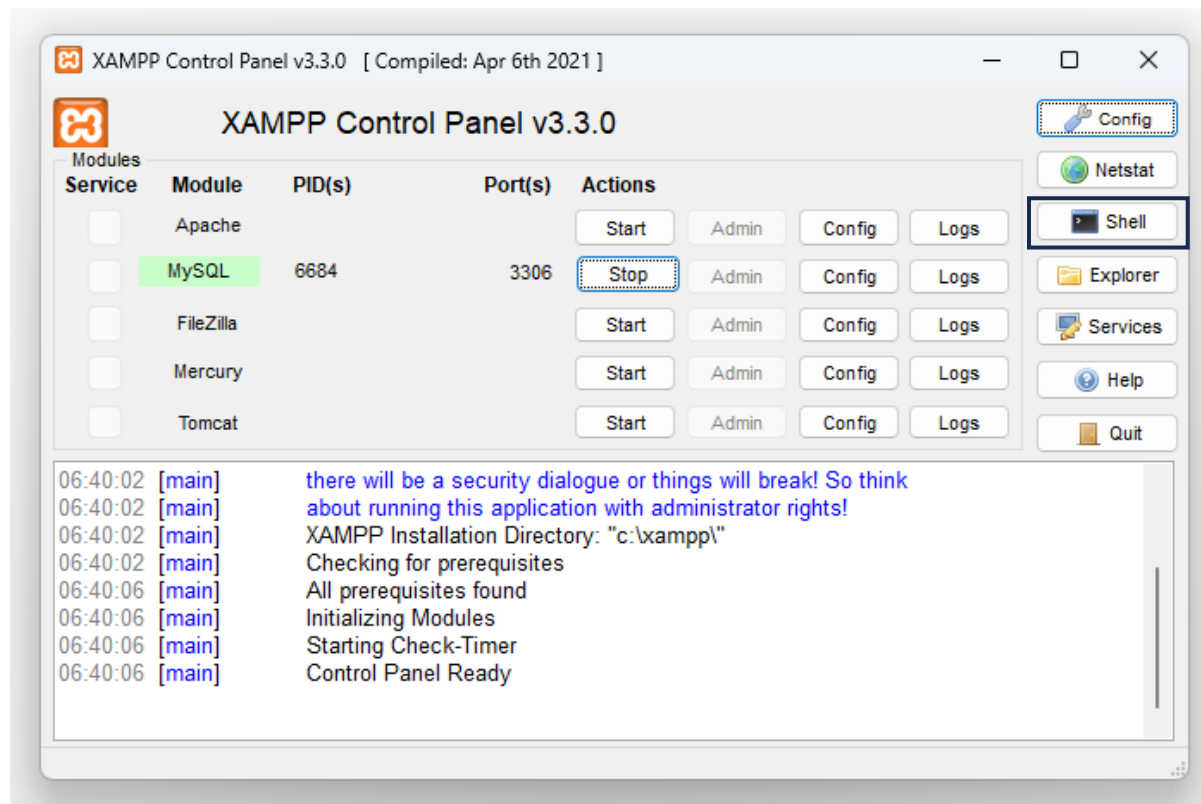 XAMPP Control Panel v3.3.0 [ Compiled: Apr 6th 2021 ]
XAMPP Control Panel v3.3.0
Config
Netstat
Shell
Explorer
Services
Help
Quit
Modules
Service Module PID(s) Port(s) Actions
Apache Start Admin Config Logs
MySQL 6684 3306 Stop Admin Config Logs
FileZilla Start Admin Config Logs
Mercury Start Admin Config Logs
Tomcat Start Admin Config Logs
06:40:02 [main] there will be a security dialogue or things will break! So think
06:40:02 [main] about running this application with administrator rights!
06:40:02 [main] XAMPP Installation Directory: "c:\xampp\"
06:40:02 [main] Checking for prerequisites
06:40:06 [main] All prerequisites found
06:40:06 [main] Initializing Modules
06:40:06 [main] Starting Check-Timer
06:40:06 [main] Control Panel Ready